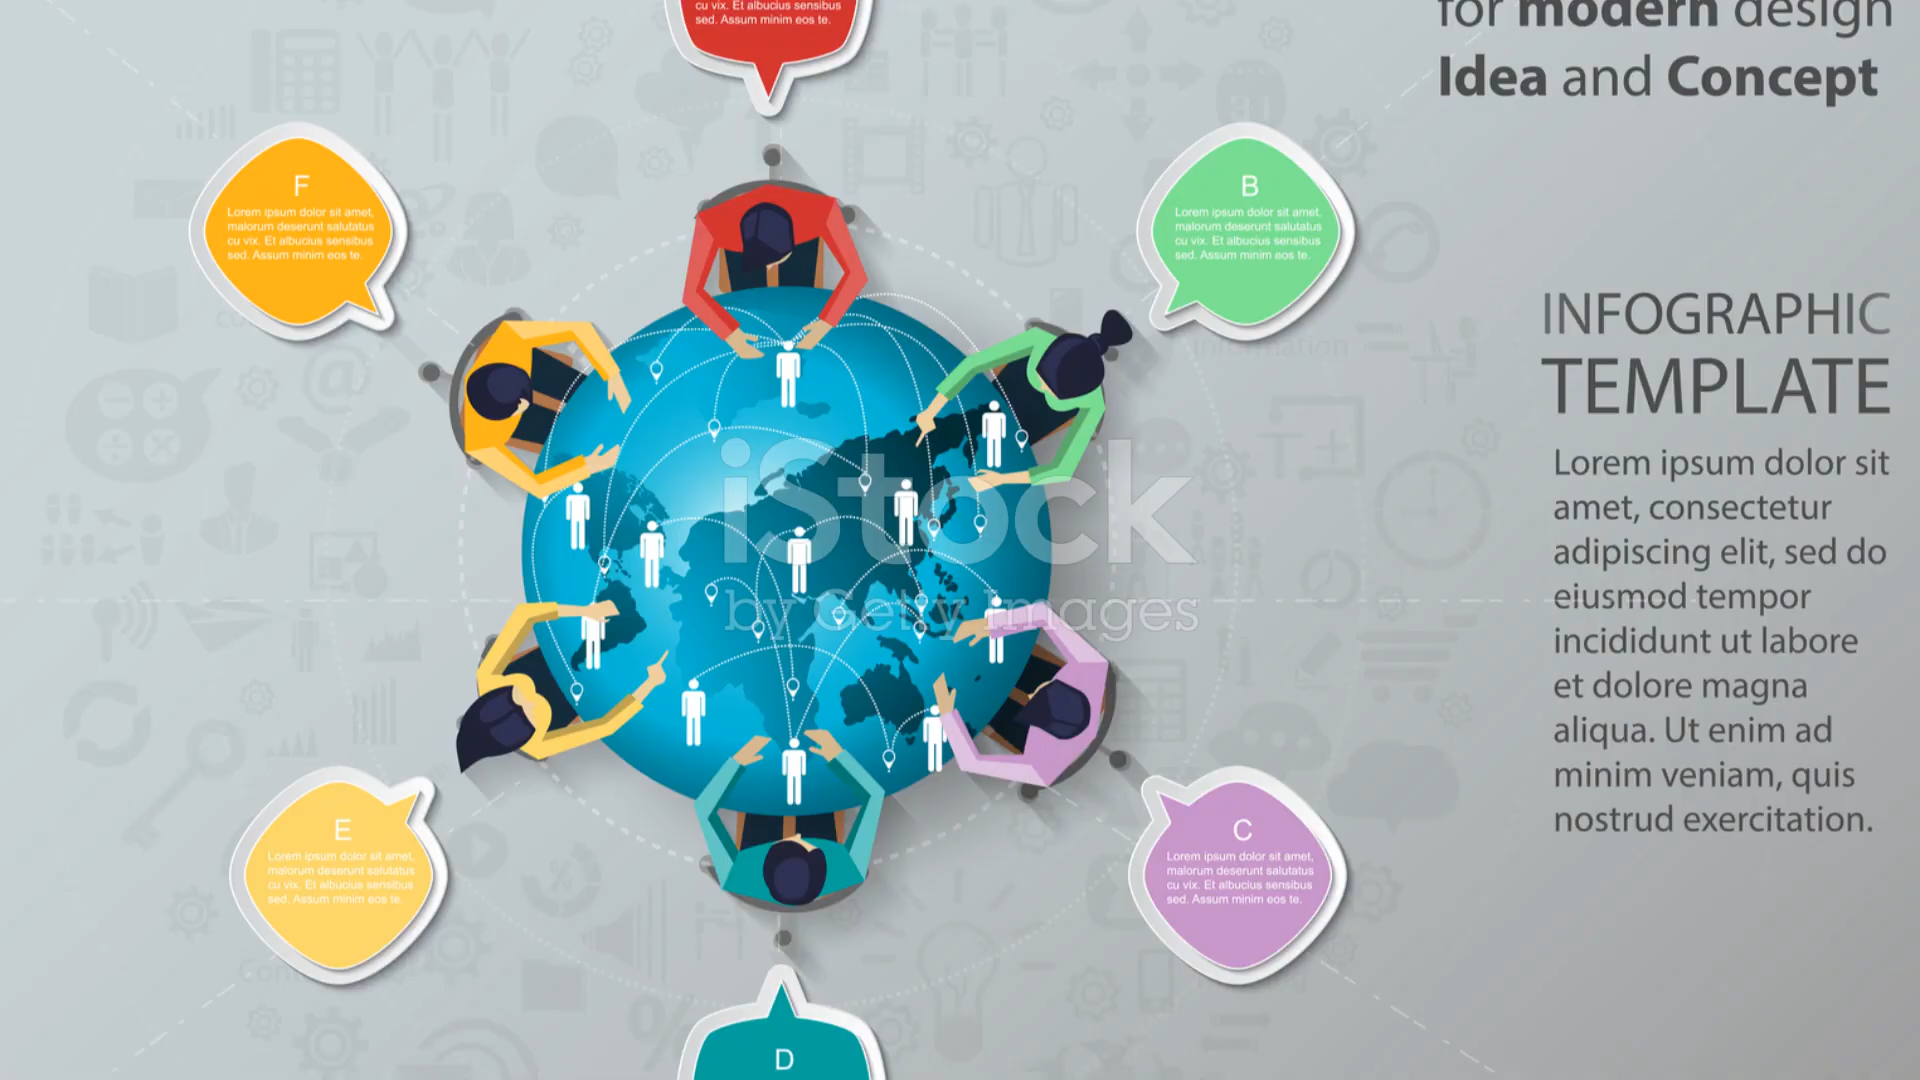 cu vix. Et albucius sensibus
sed. Assum minim eos te.
for modern design
Idea and Concept
F
Lorem ipsum dolor sit amet,
malorum deserunt salutatus
cu vix. Et albucius sensibus
sed. Assum minim eos te.
B
Lorem ipsum dolor sit amet,
malorum deserunt salutatus
cu vix. Et albucius sensibus
sed. Assum minim eos te.
INFOGRAPHIC
TEMPLATE
Lorem ipsum dolor sit
amet, consectetur
adipiscing elit, sed do
eiusmod tempor
incididunt ut labore
et dolore magna
aliqua. Ut enim ad
minim veniam, quis
nostrud exercitation.
iStock
by Getty Images
E
Lorem ipsum dolor sit amet,
malorum deserunt salutatus
cu vix. Et albucius sensibus
sed. Assum minim eos te.
C
Lorem ipsum dolor sit amet,
malorum deserunt salutatus
cu vix. Et albucius sensibus
sed. Assum minim eos te.
D